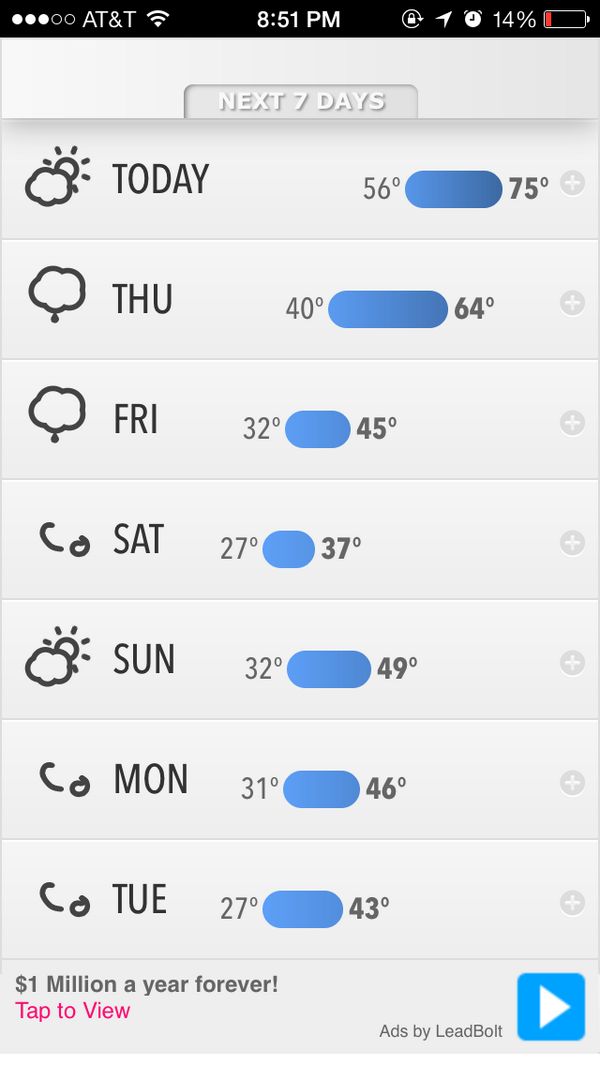 AT&T 8:51 PM 14%
NEXT 7 DAYS
TODAY 56° 75°
THU 40° 64°
FRI 32° 45°
SAT 27° 37°
SUN 32° 49°
MON 31° 46°
TUE 27° 43°
$1 Million a year forever!
Tap to View
Ads by LeadBolt